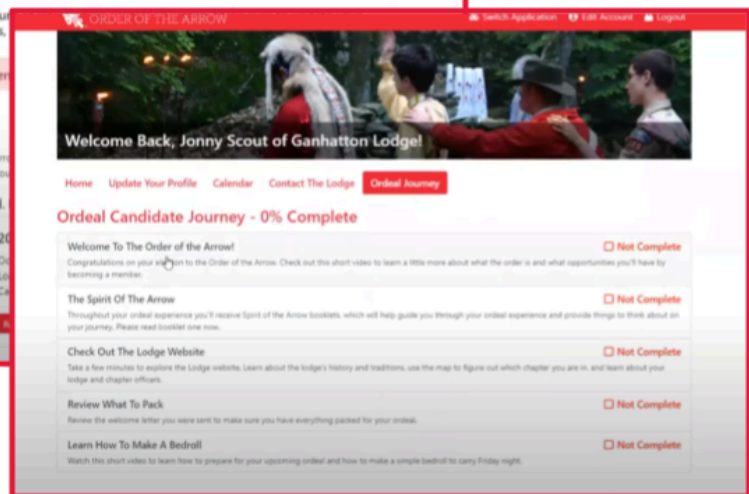 ORDER OF THE ARROW
Switch Application Edit Account Logout
Welcome Back, Jonny Scout of Ganhatton Lodge!
Home Update Your Profile Calendar Contact The Lodge Ordeal Journey
Ordeal Candidate Journey - 0% Complete
Welcome To The Order of the Arrow! Not Complete
Congratulations on your to the Order of the Arrow. Check out this short video to learn a little more about what the order is and what opportunities you'll have by
becoming a member.
The Spirit Of The Arrow Not Complete
Throughout your ordeal experience you'll receive Spirit of the Arrow booklets, which will help guide you through your ordeal experience and provide things to think about on
your journey. Please read booklet one now.
Check Out The Lodge Website Not Complete
Take a few minutes to explore the Lodge website. Learn about the lodge's history and traditions, use the map to figure out which chapter you are in, and learn about your
lodge and chapter officers.
Review What To Pack Not Complete
Review the welcome letter you were sent to make sure you have everything packed for your ordeal.
Learn How To Make A Bedroll Not Complete
Watch this short video to learn how to prepare for your upcoming ordeal and how to make a simple bedroll to carry Friday night.